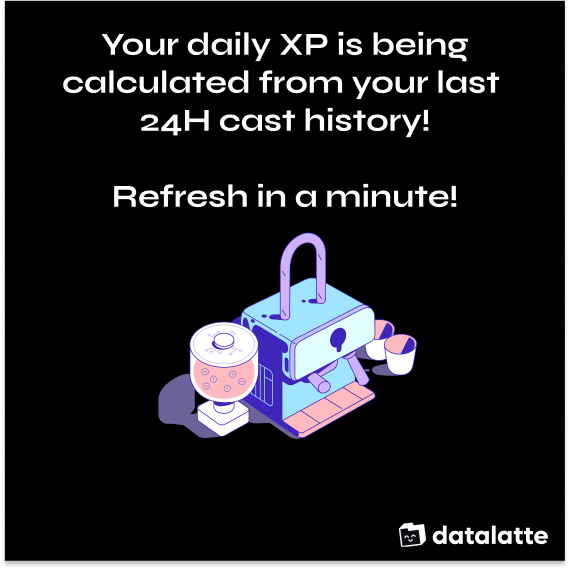 Your daily XP is being
calculated from your last
24H cast history!
Refresh in a minute!
datalatte